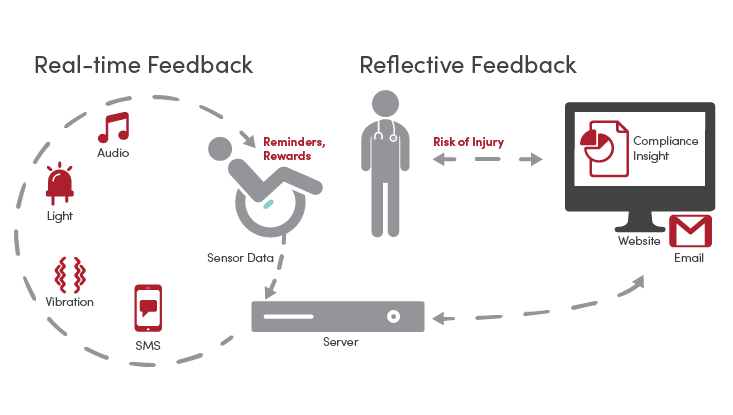 Real-time Feedback
Reflective Feedback
Audio
Light
Vibration
SMS
Reminders,
Rewards
Sensor Data
Server
Risk of Injury
Compliance
Insight
Website
Email